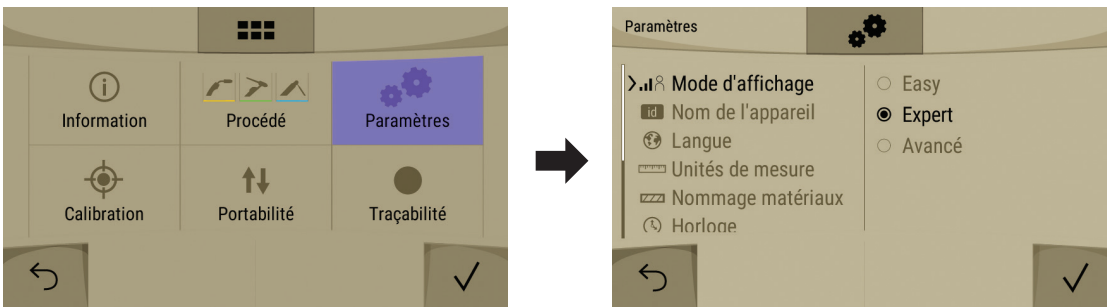 Information
Procédé
Paramètres
Calibration
Portabilité
Traçabilité
Paramètres
Mode d'affichage
id Nom de l'appareil
Langue
Unités de mesure
Nommage matériaux
Horloge
Easy
Expert
Avancé